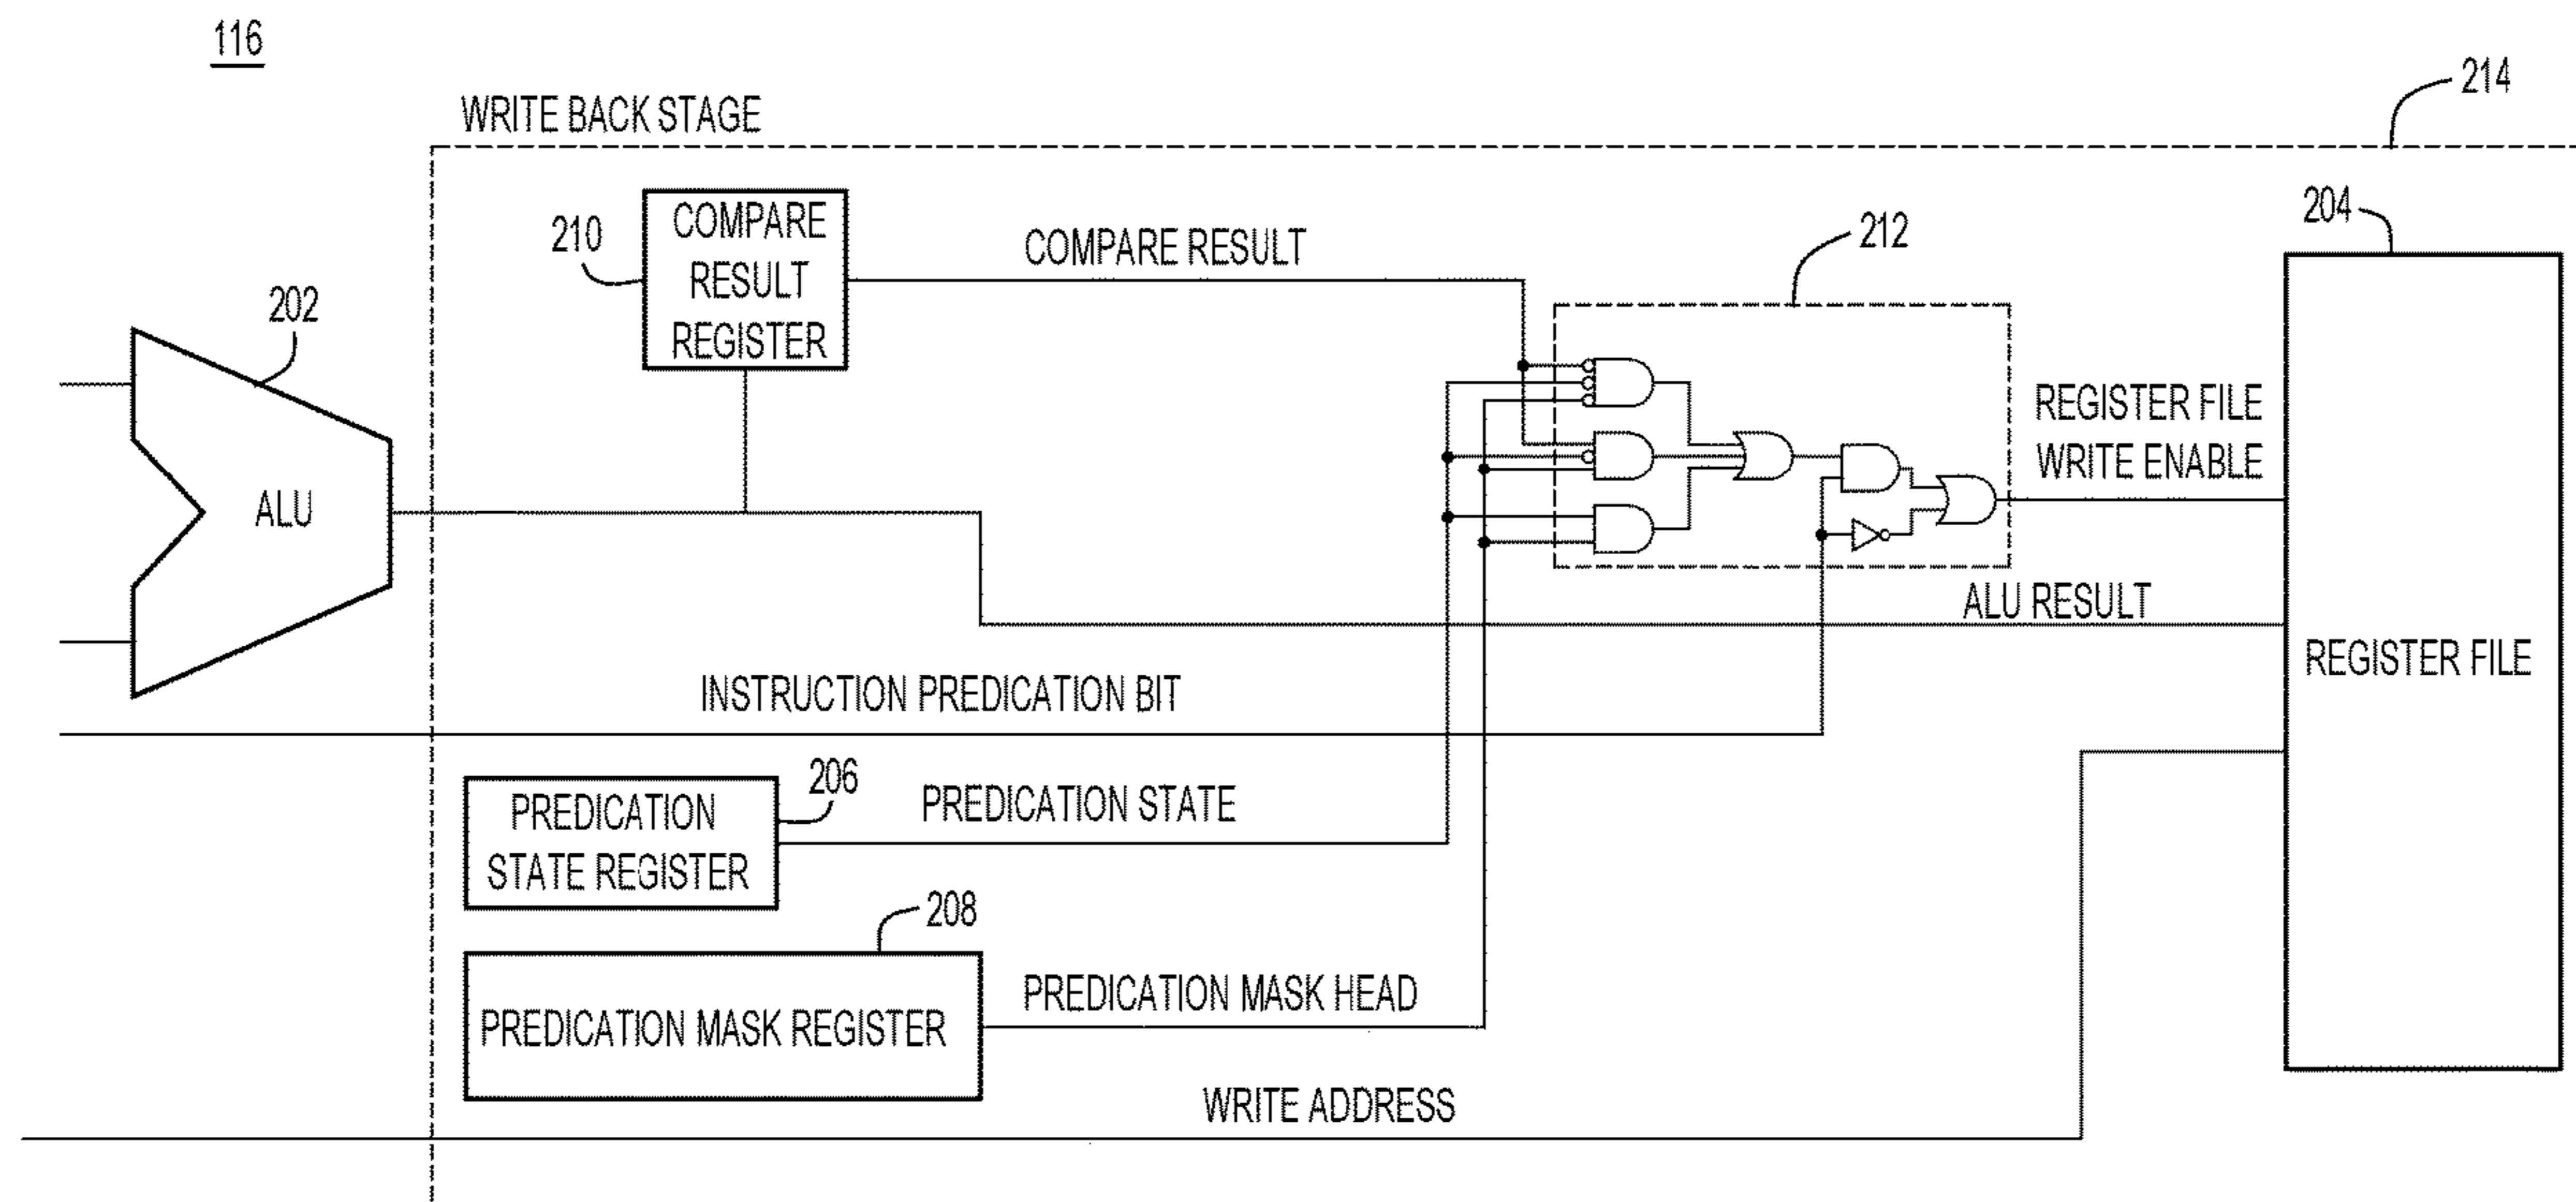 116
214
WRITE BACK STAGE
204
COMPARE
RESULT
REGISTER
210
COMPARE RESULT
212
202
ALU
REGISTER FILE
WRITE ENABLE
ALU RESULT
REGISTER FILE
INSTRUCTION PREDICATION BIT
206
PREDICATION
STATE REGISTER
PREDICATION STATE
208
PREDICATION MASK REGISTER
PREDICATION MASK HEAD
WRITE ADDRESS